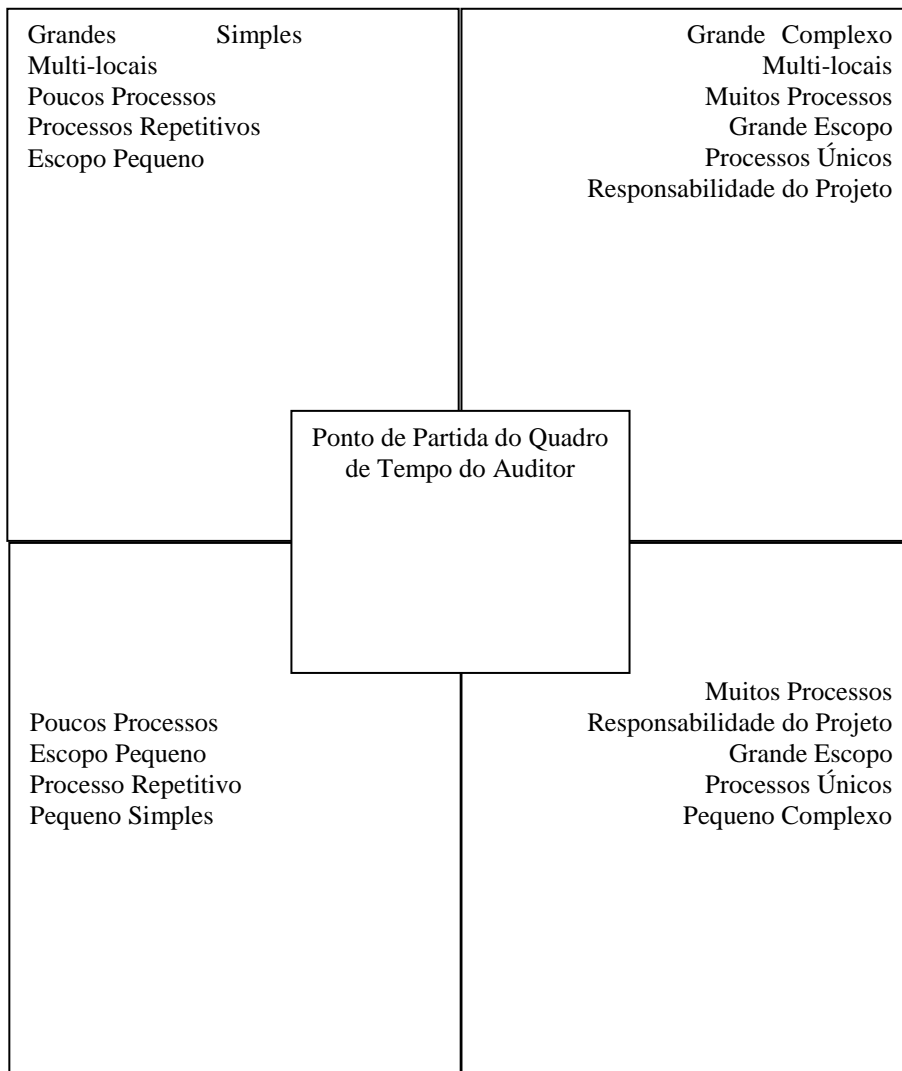 Grandes Simples
Multi-locais
Poucos Processos
Processos Repetitivos
Escopo Pequeno
Grande Complexo
Multi-locais
Muitos Processos
Grande Escopo
Processos Únicos
Responsabilidade do Projeto
Ponto de Partida do Quadro
de Tempo do Auditor
Poucos Processos
Escopo Pequeno
Processo Repetitivo
Pequeno Simples
Muitos Processos
Responsabilidade do Projeto
Grande Escopo
Processos Únicos
Pequeno Complexo